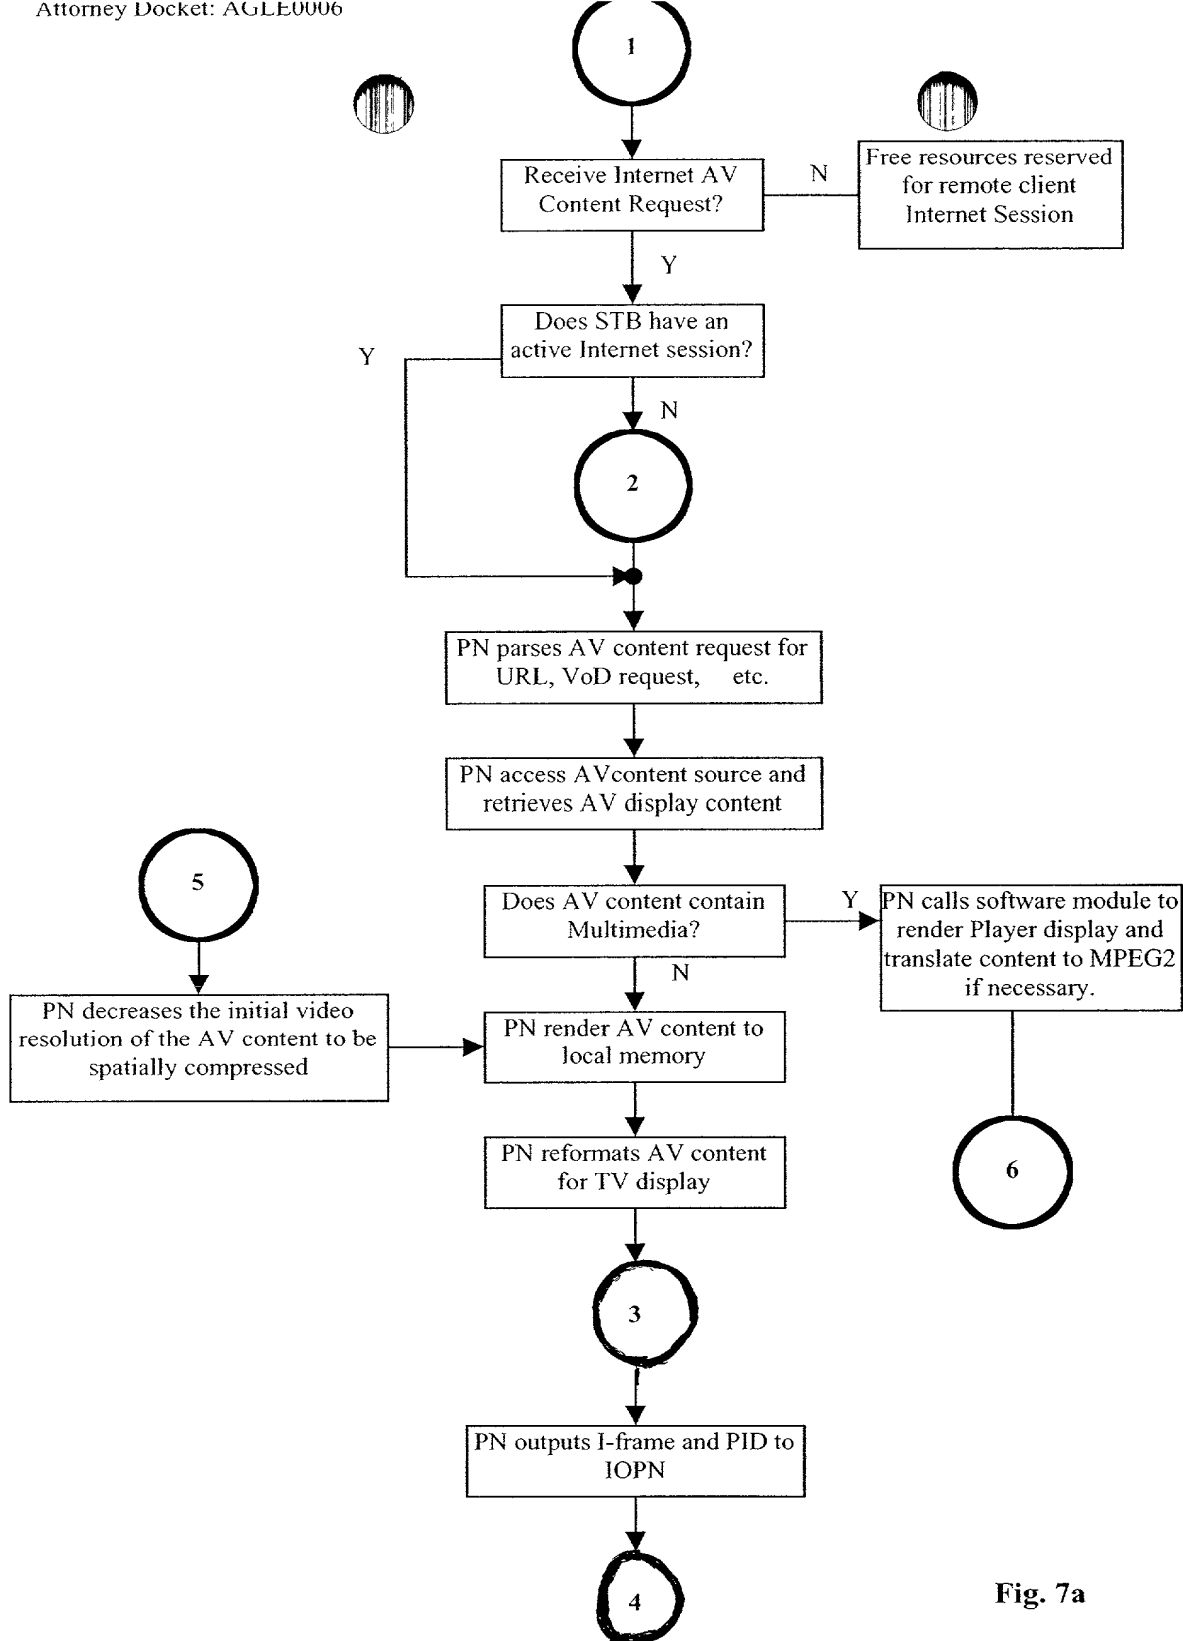 Attorney Docket: AGLE0006
1
Receive Internet AV
Content Request?
N
Free resources reserved
for remote client
Internet Session
Y
Does STB have an
active Internet session?
Y
N
2
PN parses AV content request for
URL, VoD request, etc.
PN access AVcontent source and
retrieves AV display content
5
Does AV content contain
Multimedia?
Y
PN calls software module to
render Player display and
translate content to MPEG2
if necessary.
N
PN decreases the initial video
resolution of the AV content to be
spatially compressed
PN render AV content to
local memory
PN reformats AV content
for TV display
6
3
PN outputs I-frame and PID to
IOPN
4
Fig. 7a